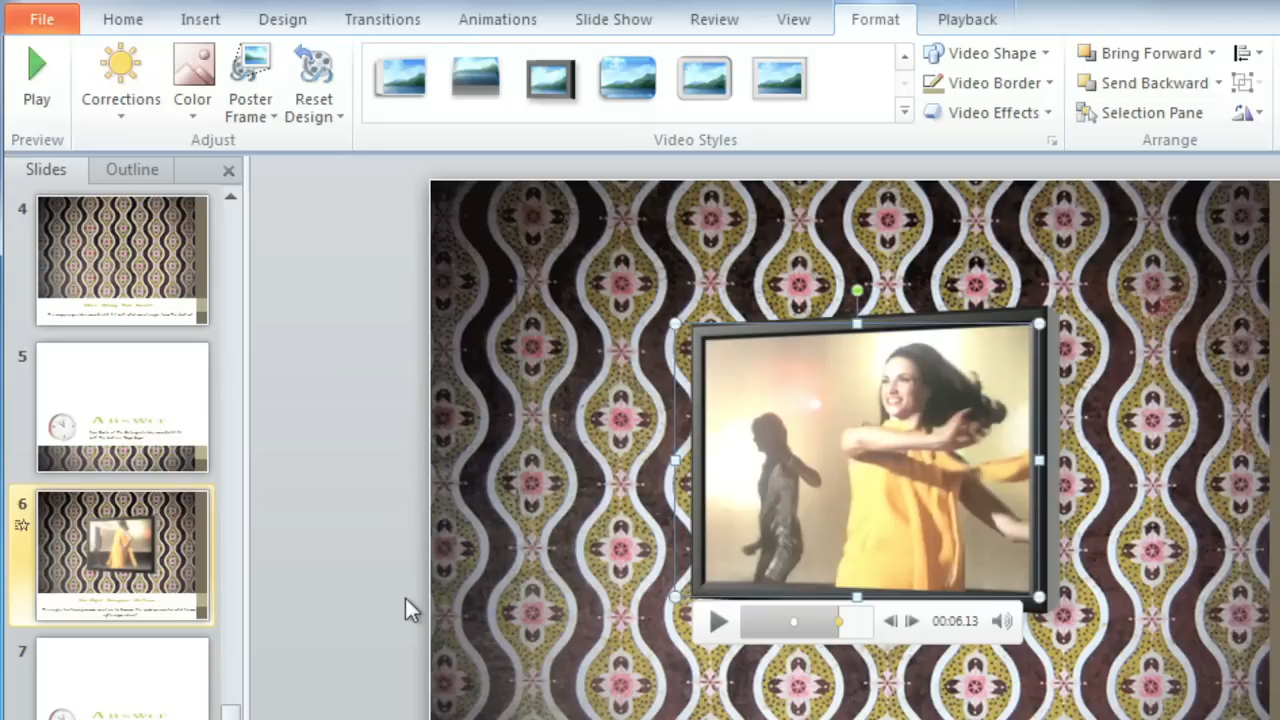 File Home Insert Design Transitions Animations Slide Show Review View Format Playback
Play
Corrections
Color
Poster Frame
Reset Design
Video Shape
Video Border
Video Effects
Bring Forward
Send Backward
Selection Pane
Preview Adjust Video Styles Arrange
Slides Outline
4
5
Answer
6
7
Answer
00:06.13